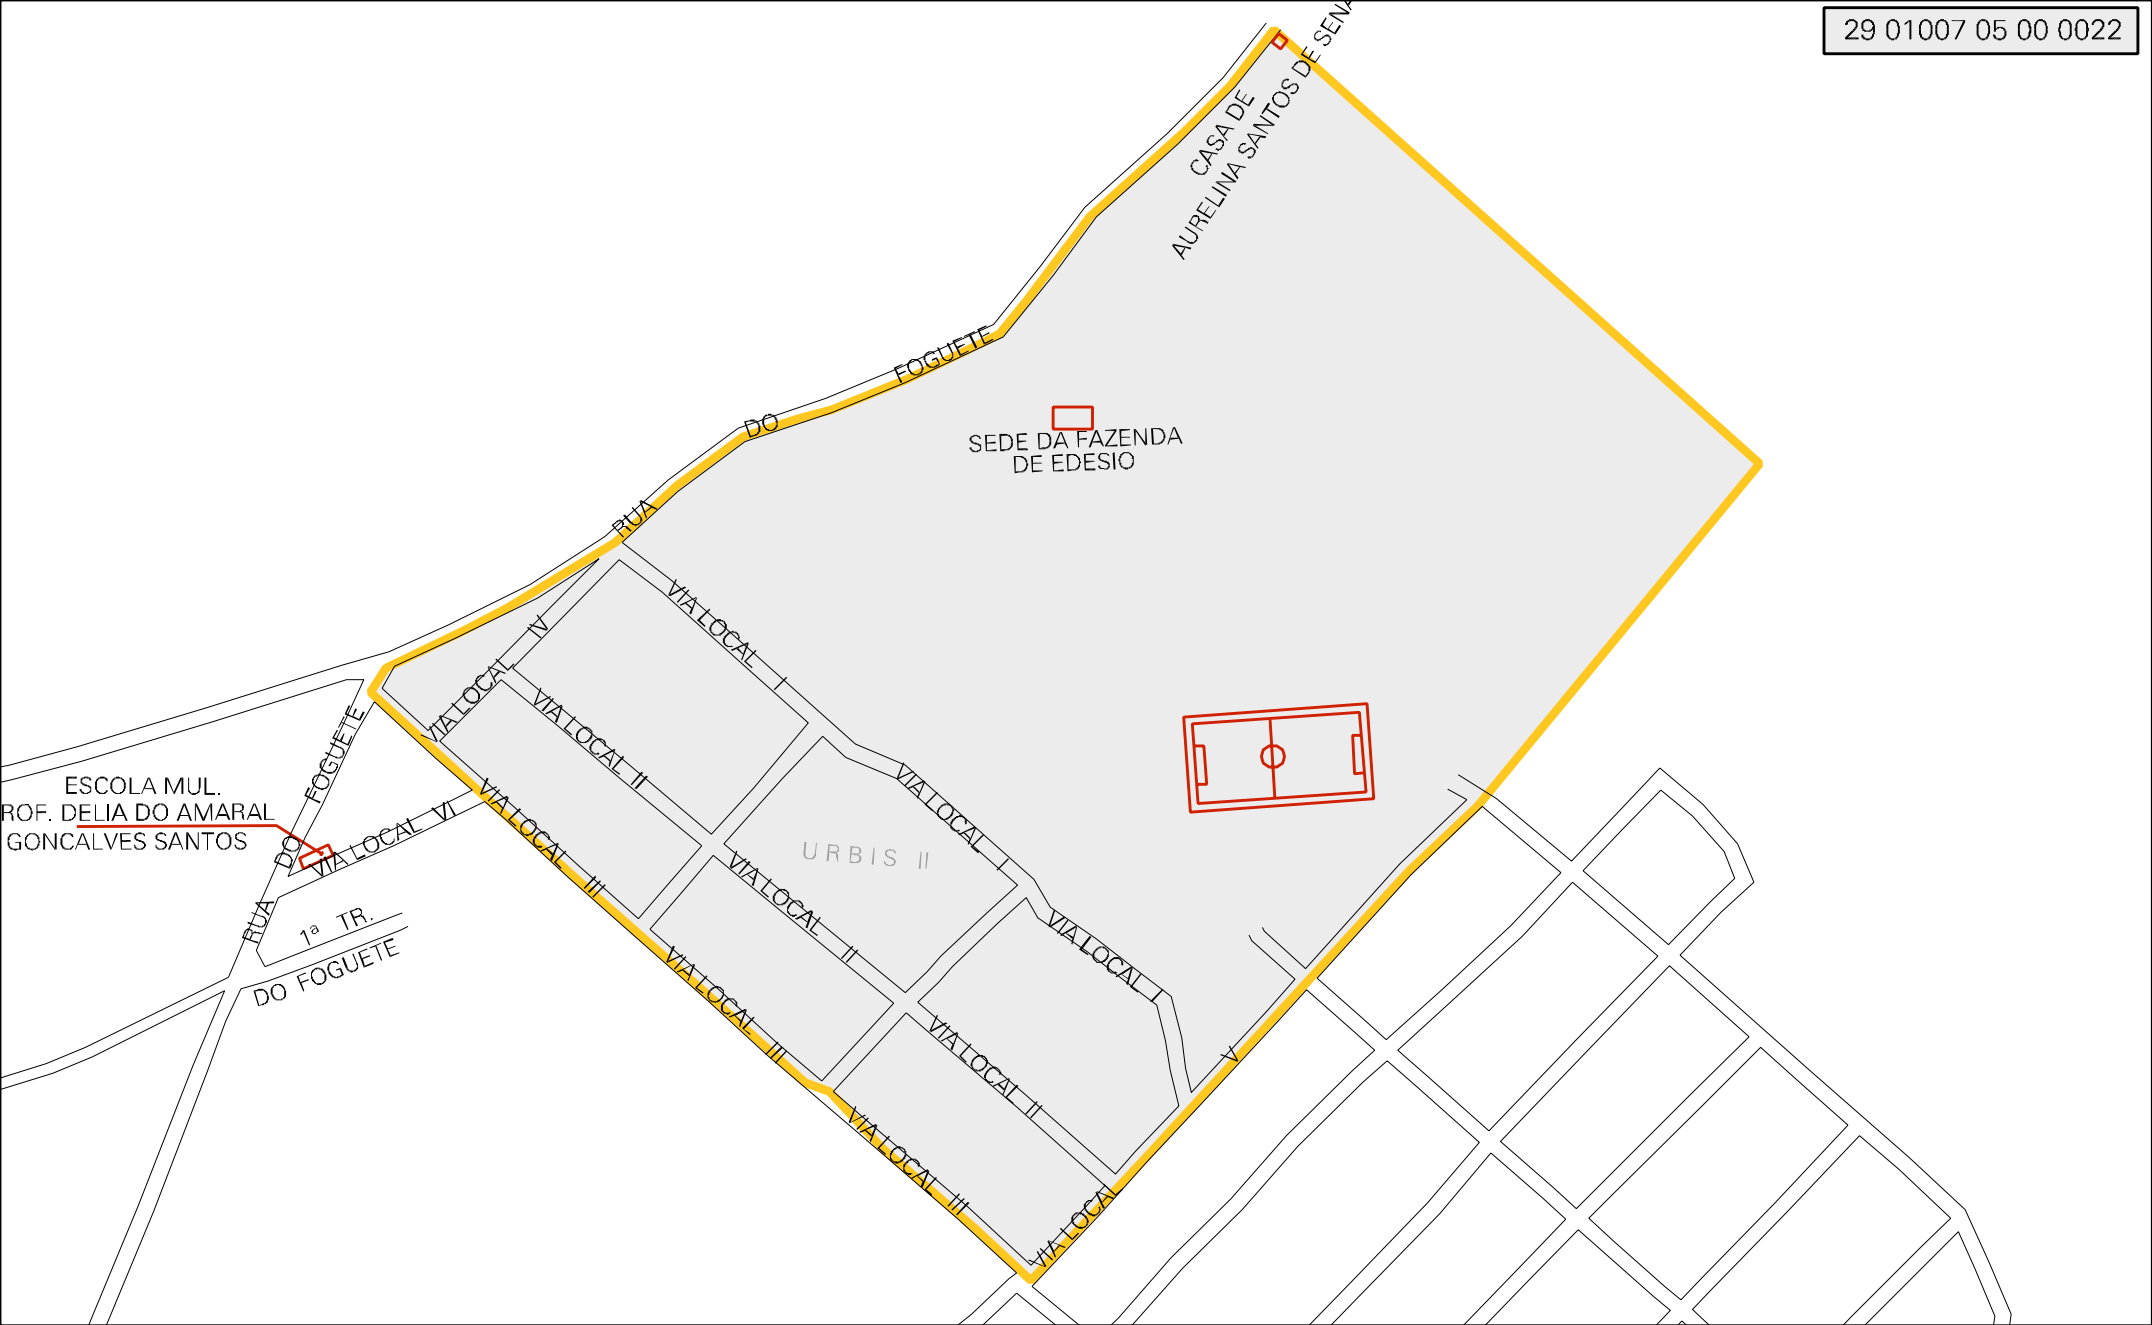 29 01007 05 00 0022
CASA DE
AURELINA SANTOS DE SENA
RUA DO FOGUETE
SEDE DA FAZENDA
DE EDESIO
VIA LOCAL I
VIA LOCAL IV
VIA LOCAL II
RUA DO FOGUETE
ESCOLA MUL.
ROF. DELIA DO AMARAL
GONCALVES SANTOS
VIA LOCAL VI
VIA LOCAL III
VIA LOCAL I
URBIS II
VIA LOCAL II
1ª TR.
DO FOGUETE
VIA LOCAL I
VIA LOCAL III
VIA LOCAL II
VIA LOCAL III
VIA LOCAL V